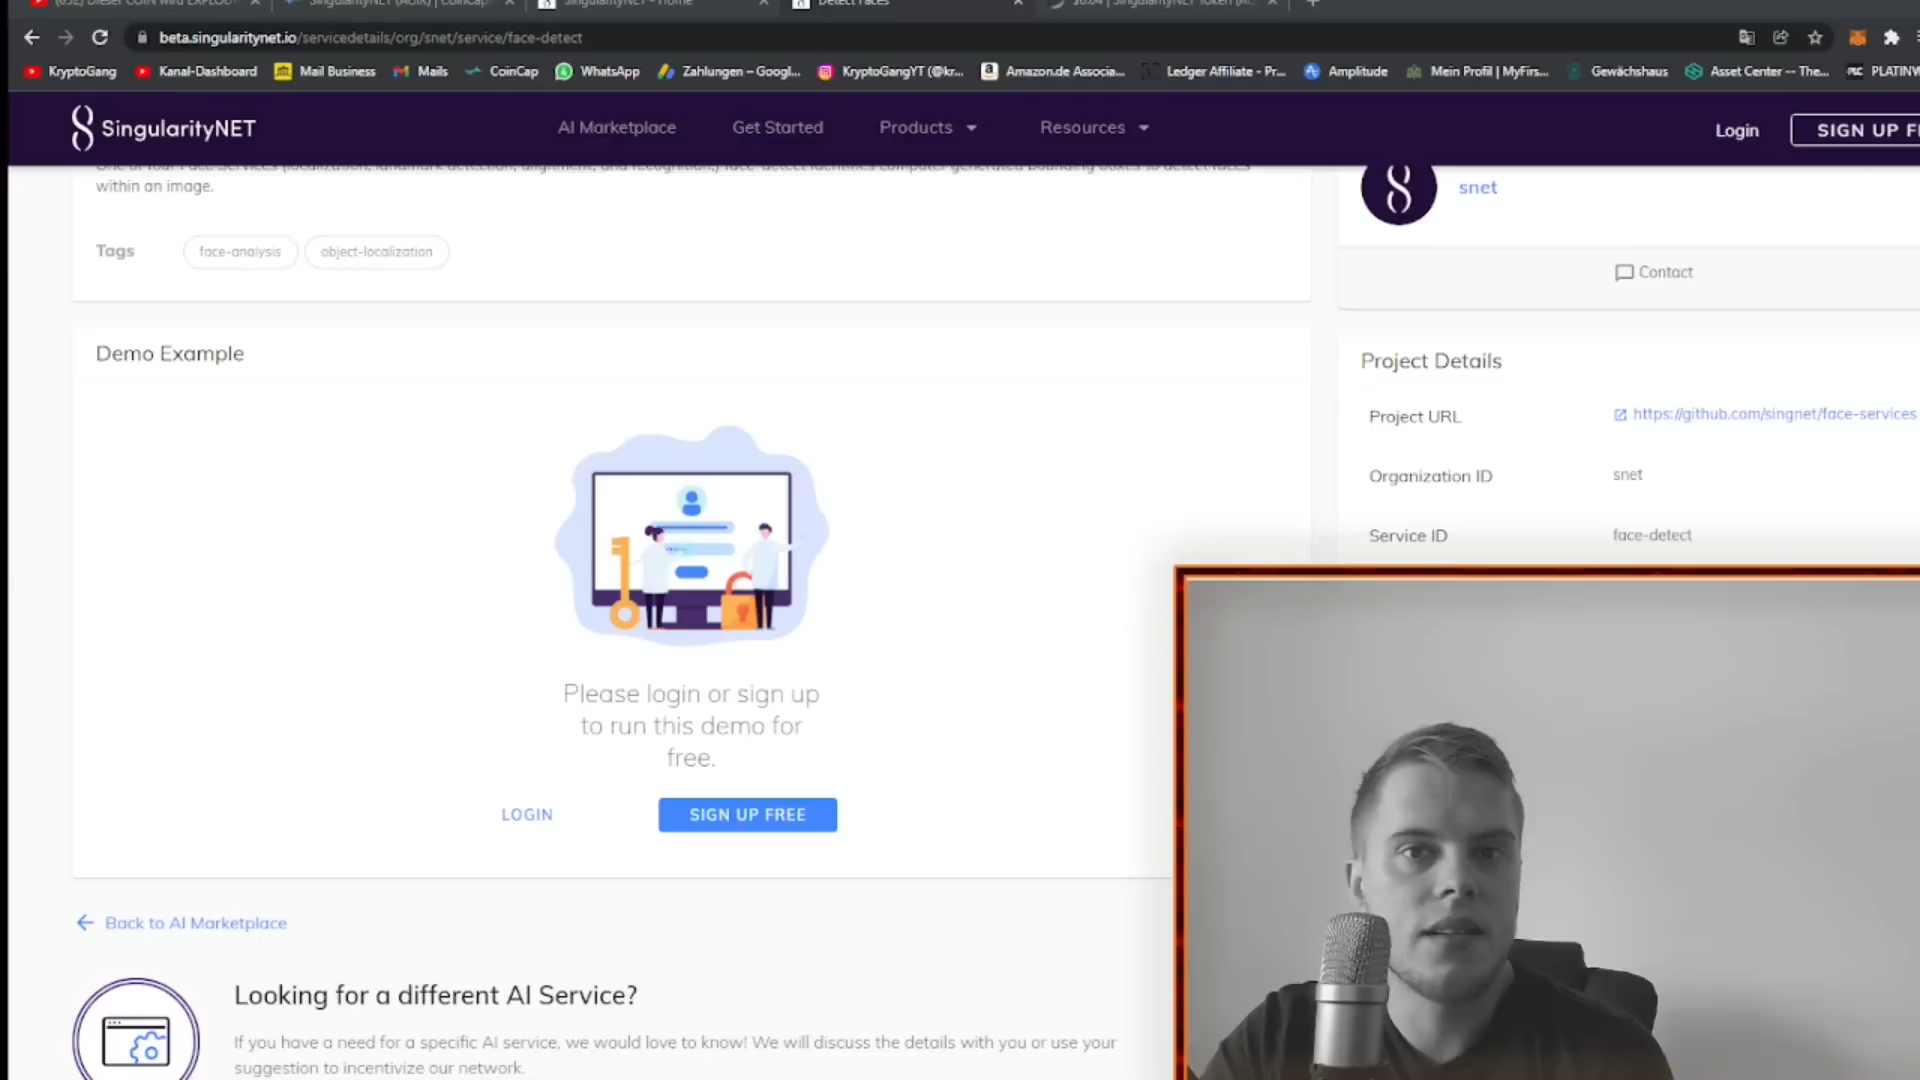 Detect Faces
beta.singularitynet.io/servicedetails/org/snet/service/face-detect
KryptoGang Kanal-Dashboard Mail Business Mails CoinCap WhatsApp Zahlungen – Googl... KryptoGangYT (@kr... Amazon.de Associa... Ledger Affiliate - Pr... Amplitude Mein Profil | MyFirs... Gewächshaus Asset Center -- The... PLATINW
SingularityNET AI Marketplace Get Started Products Resources Login SIGN UP
within an image.
Tags face-analysis object-localization
snet
Contact
Demo Example
Please login or sign up
to run this demo for
free.
LOGIN SIGN UP FREE
Project Details
Project URL https://github.com/singnet/face-services
Organization ID snet
Service ID face-detect
Back to AI Marketplace
Looking for a different AI Service?
If you have a need for a specific AI service, we would love to know! We will discuss the details with you or use your
suggestion to incentivize our network.